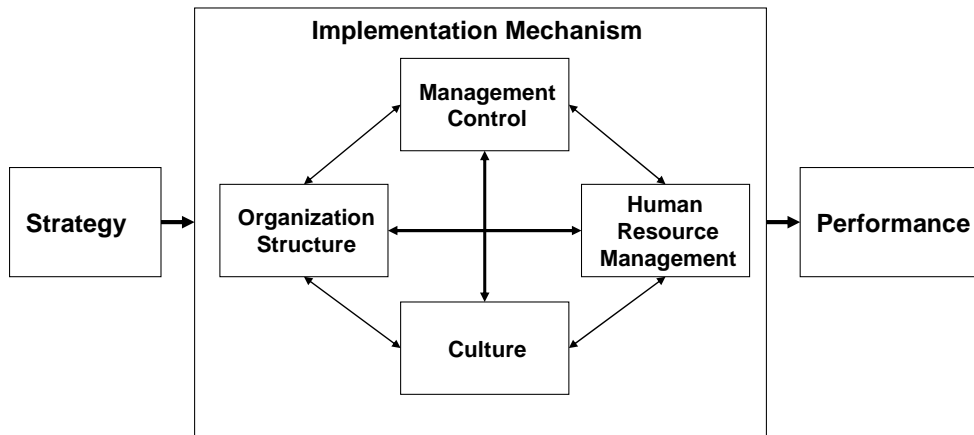 Implementation Mechanism
Management
Control
Strategy
Organization
Structure
Human
Resource
Management
Performance
Culture